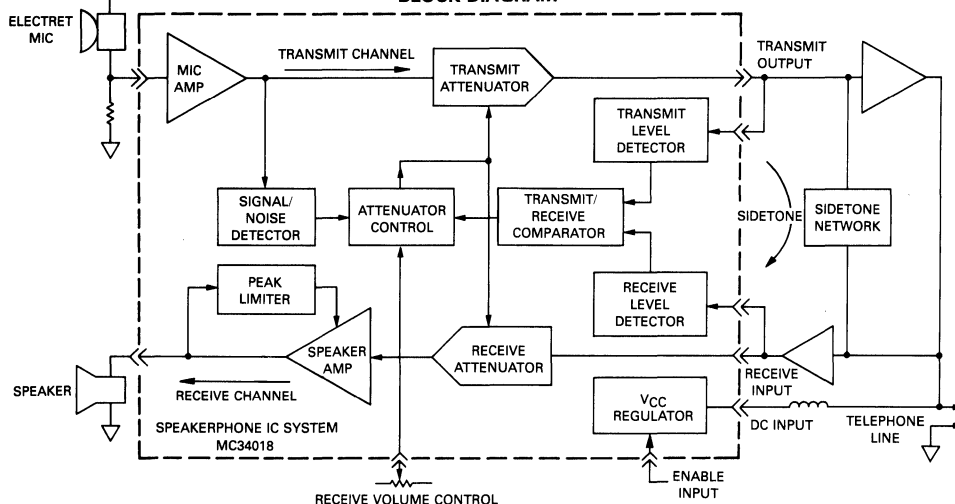 BLOCK DIAGRAM
ELECTRET
MIC
MIC
AMP
TRANSMIT CHANNEL
TRANSMIT
ATTENUATOR
TRANSMIT
OUTPUT
TRANSMIT
LEVEL
DETECTOR
SIGNAL/
NOISE
DETECTOR
ATTENUATOR
CONTROL
TRANSMIT/
RECEIVE
COMPARATOR
SIDETONE
SIDETONE
NETWORK
PEAK
LIMITER
RECEIVE
LEVEL
DETECTOR
SPEAKER
AMP
RECEIVE
ATTENUATOR
RECEIVE
INPUT
SPEAKER
RECEIVE CHANNEL
VCC
REGULATOR
DC INPUT
TELEPHONE
LINE
SPEAKERPHONE IC SYSTEM
MC34018
ENABLE
INPUT
RECEIVE VOLUME CONTROL